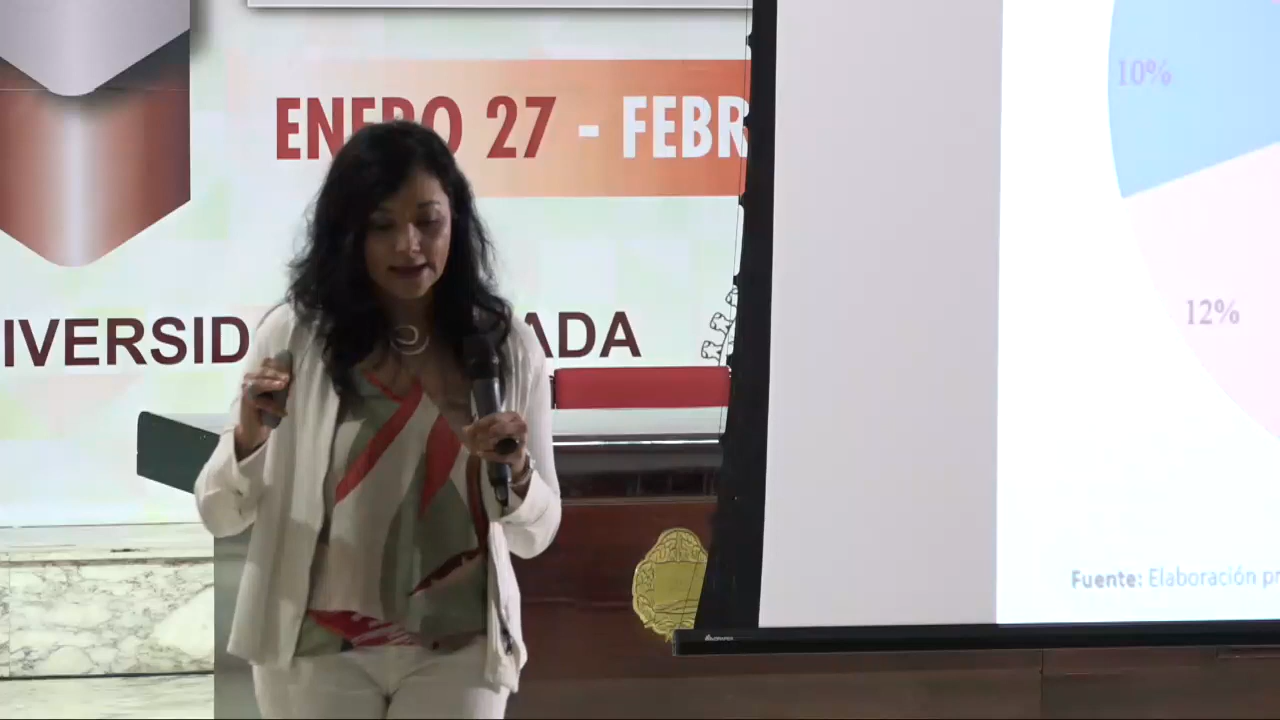 ENERO 27 - FEBR
IVERSID ADA
10%
12%
Fuente: Elaboración pr